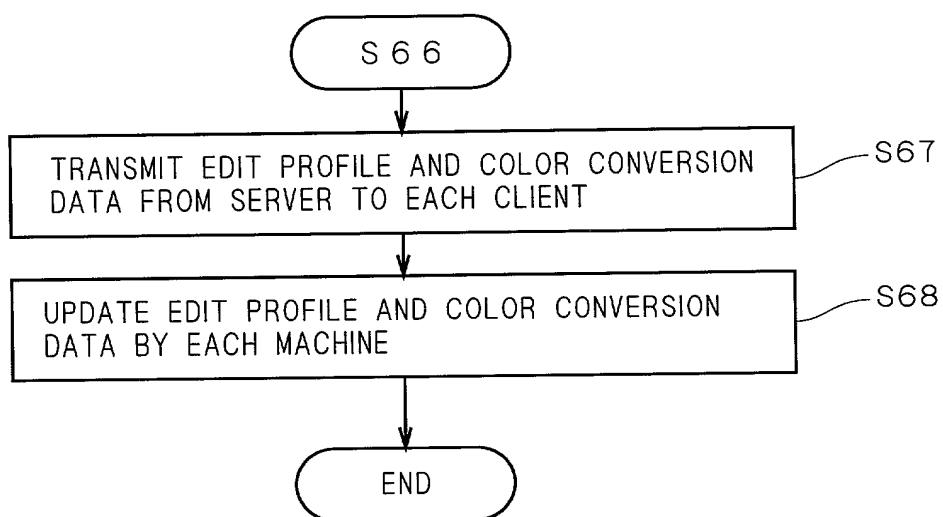 S66
TRANSMIT EDIT PROFILE AND COLOR CONVERSION
DATA FROM SERVER TO EACH CLIENT
S67
UPDATE EDIT PROFILE AND COLOR CONVERSION
DATA BY EACH MACHINE
S68
END